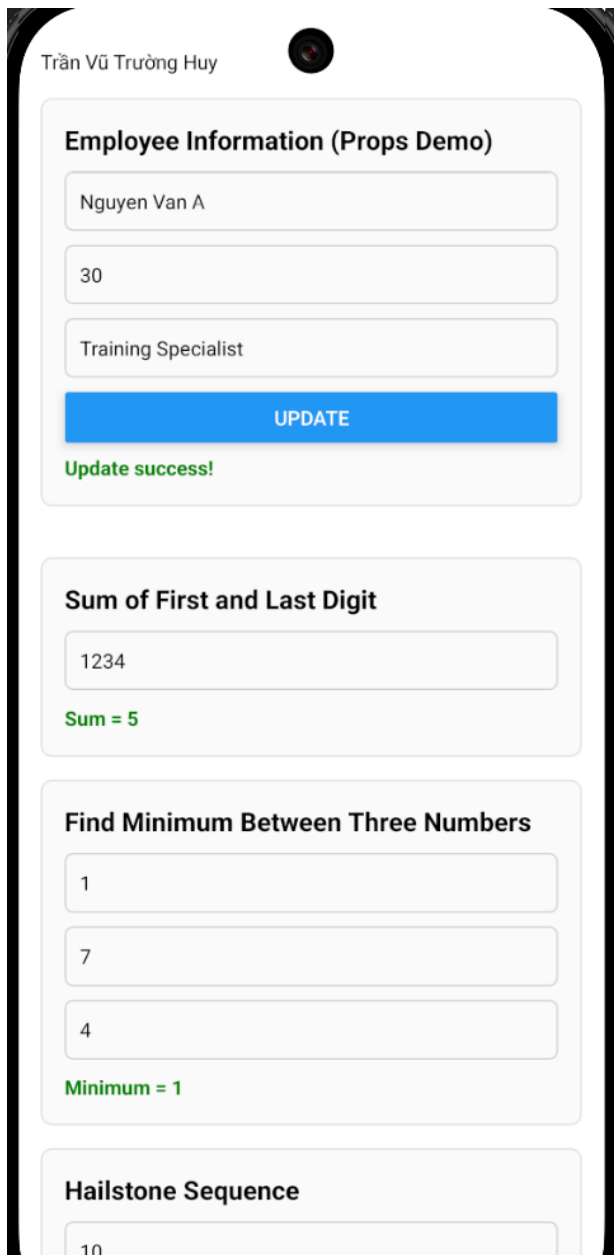 Trần Vũ Trường Huy
Employee Information (Props Demo)
Nguyen Van A
30
Training Specialist
UPDATE
Update success!
Sum of First and Last Digit
1234
Sum = 5
Find Minimum Between Three Numbers
1
7
4
Minimum = 1
Hailstone Sequence
10